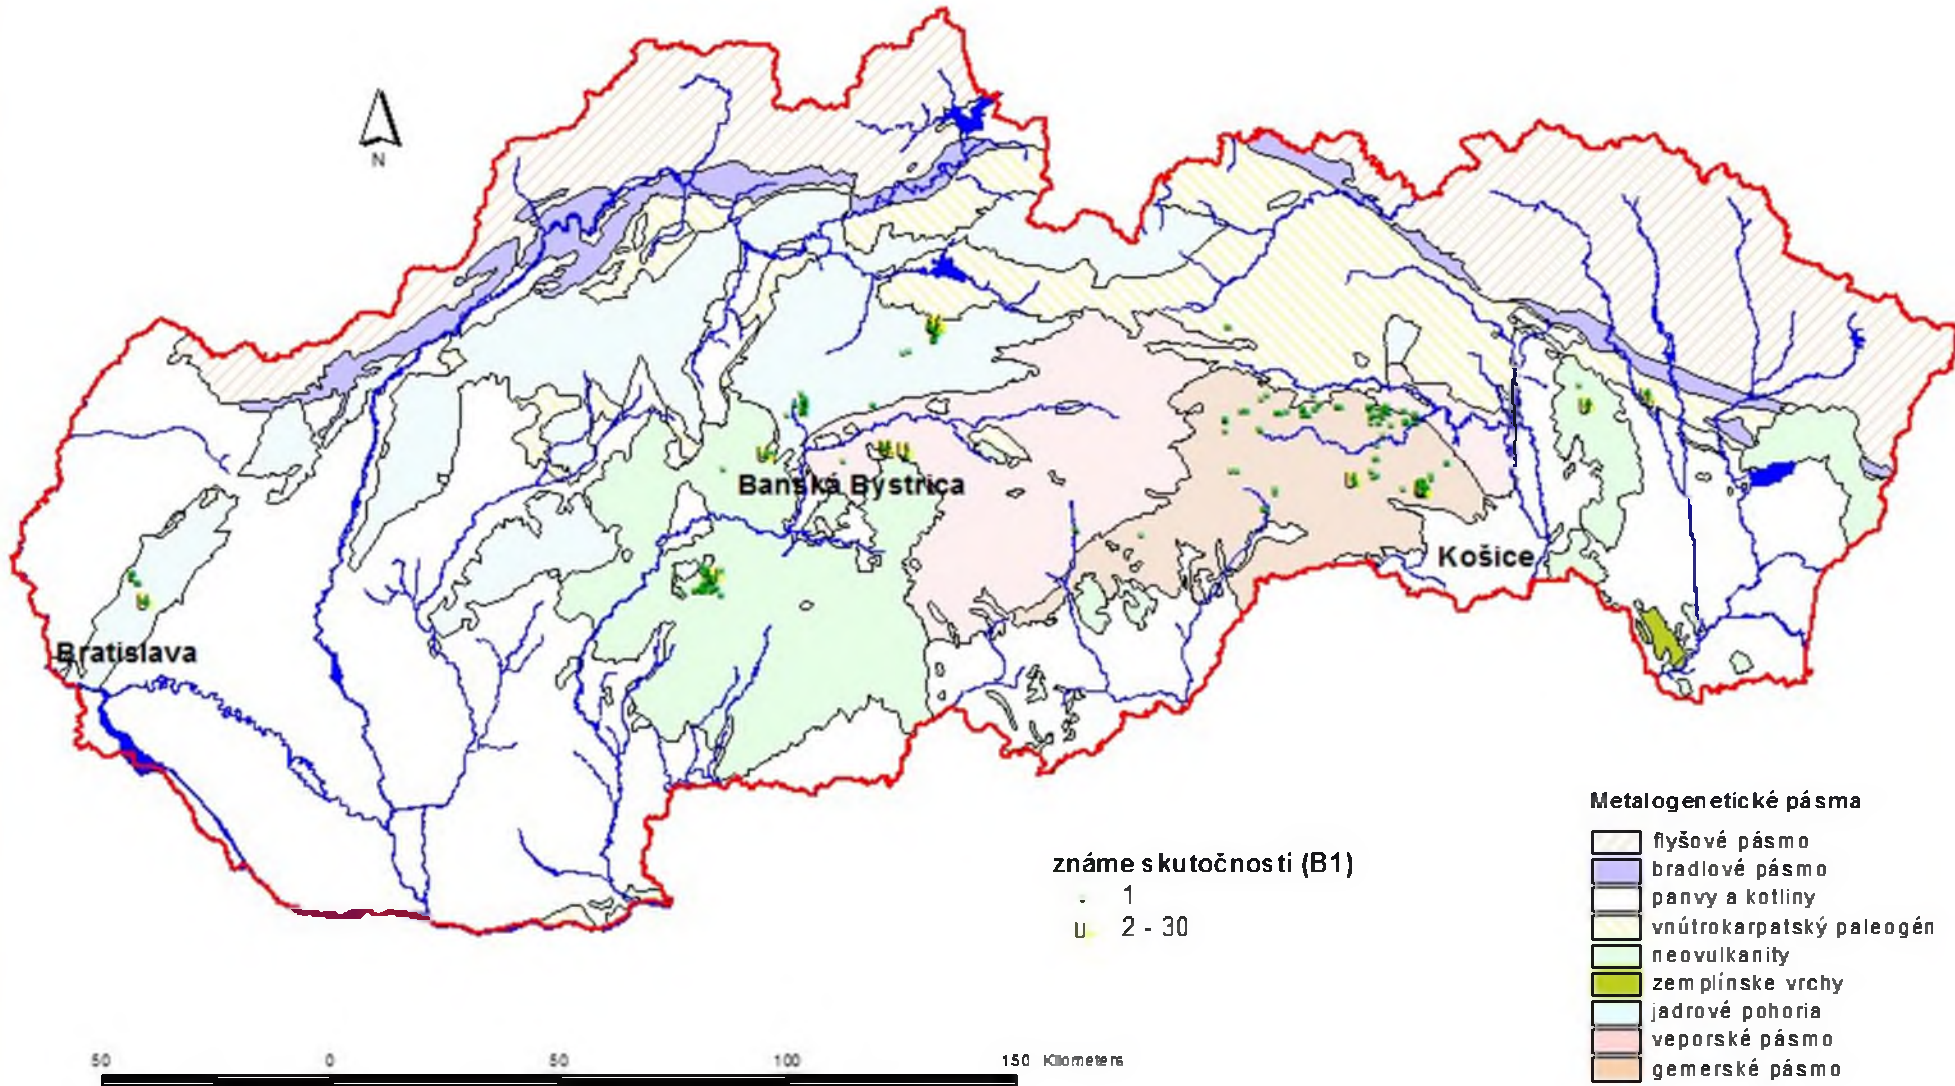 N
Banská Bystrica
Košice
Bratislava
známe skutočnosti (B1)
1
U 2 - 30
Metalogenetické pásma
flyšové pásmo
bradlové pásmo
panvy a kotliny
vnútrokarpatský paleogén
neovulkanity
zemplínske vrchy
jadrové pohoria
veporské pásmo
gemerské pásmo
50 0 50 100 150 Kilometers